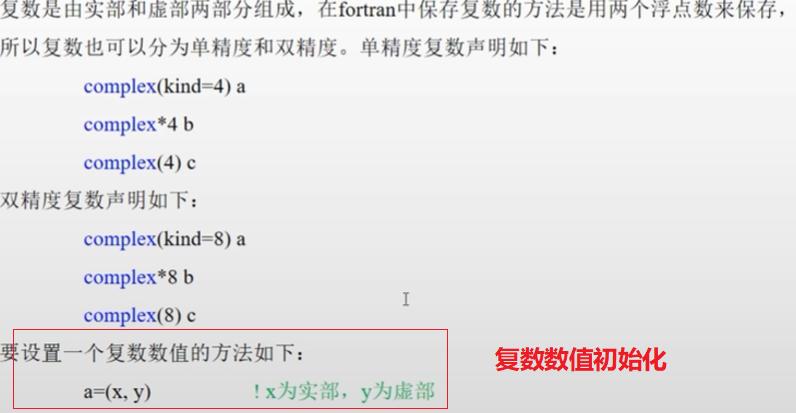 复数是由实部和虚部两部分组成，在fortran中保存复数的方法是用两个浮点数来保存，
所以复数也可以分为单精度和双精度。单精度复数声明如下：
complex(kind=4) a
complex*4 b
complex(4) c
双精度复数声明如下：
complex(kind=8) a
complex*8 b
complex(8) c
要设置一个复数数值的方法如下：
a=(x, y) ! x为实部，y为虚部
复数数值初始化